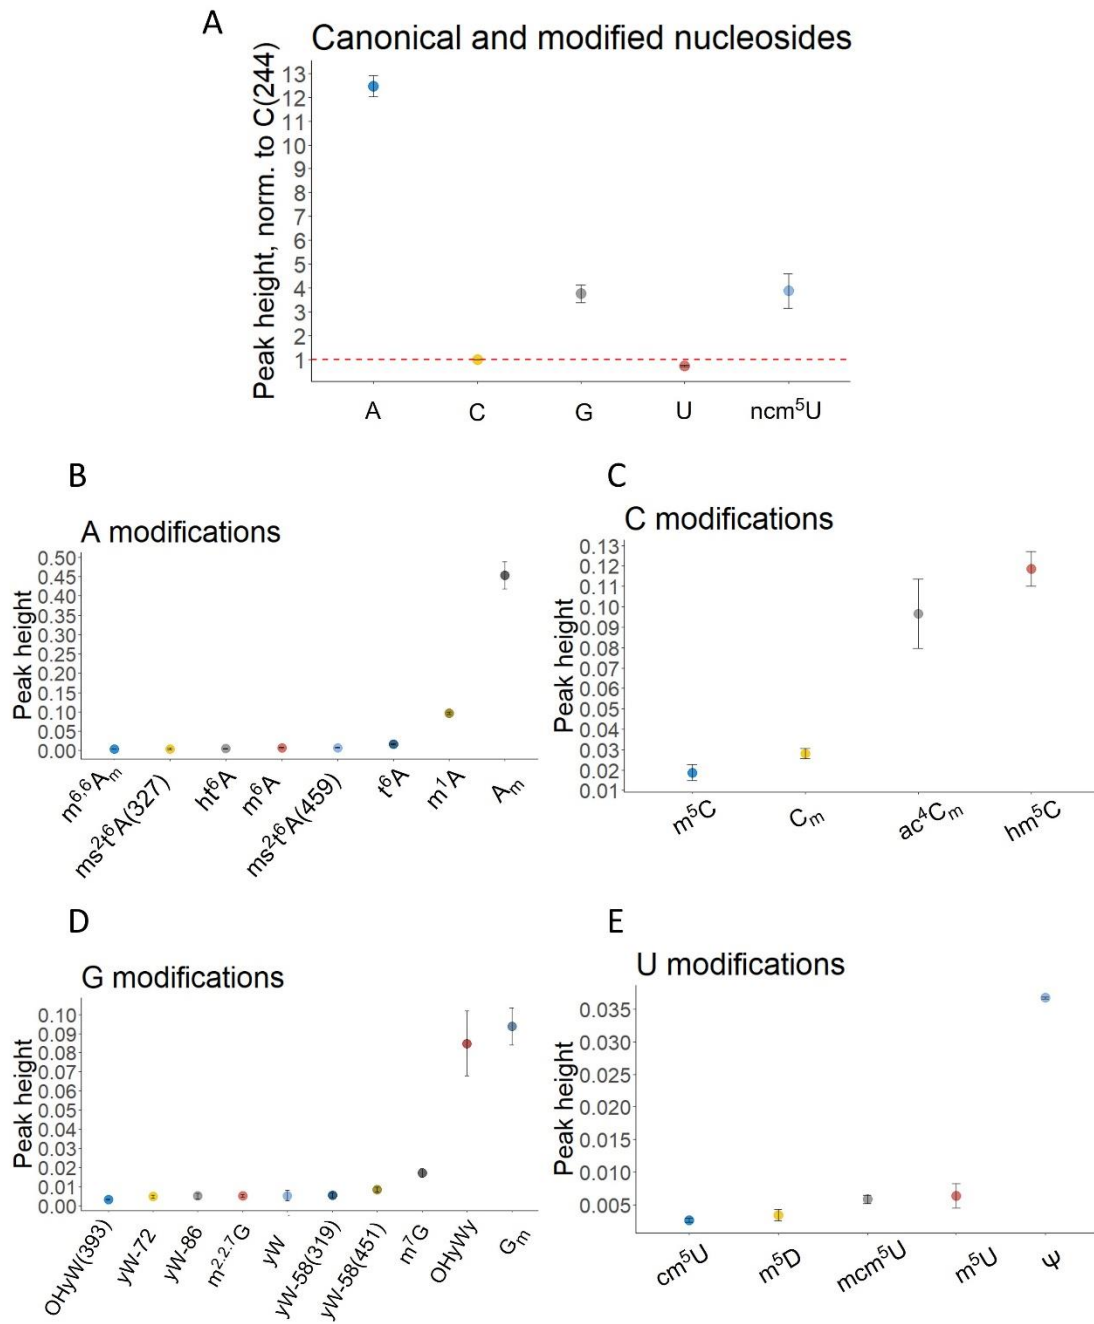 A
Canonical and modified nucleosides
Peak height, norm. to C(244)
13
12
11
10
9
8
7
6
5
4
3
2
1
A C G U ncm⁵U
B
A modifications
Peak height
0.50
0.45
0.40
0.35
0.30
0.25
0.20
0.15
0.10
0.05
0.00
m⁶,⁶Aₘ ms²t⁶A(327) ht⁶A m⁶A ms²t⁶A(459) t⁶A m¹A Aₘ
C
C modifications
Peak height
0.13
0.12
0.11
0.10
0.09
0.08
0.07
0.06
0.05
0.04
0.03
0.02
0.01
m⁵C Cₘ ac⁴Cₘ hm⁵C
D
G modifications
Peak height
0.10
0.09
0.08
0.07
0.06
0.05
0.04
0.03
0.02
0.01
0.00
OHyW(393) yW-72 yW-86 m²·²·⁷G yW yW-58(319) yW-58(451) m⁷G OHyWy Gₘ
E
U modifications
Peak height
0.035
0.030
0.025
0.020
0.015
0.010
0.005
cm⁵U m⁵D mcm⁵U m⁵U Ψ